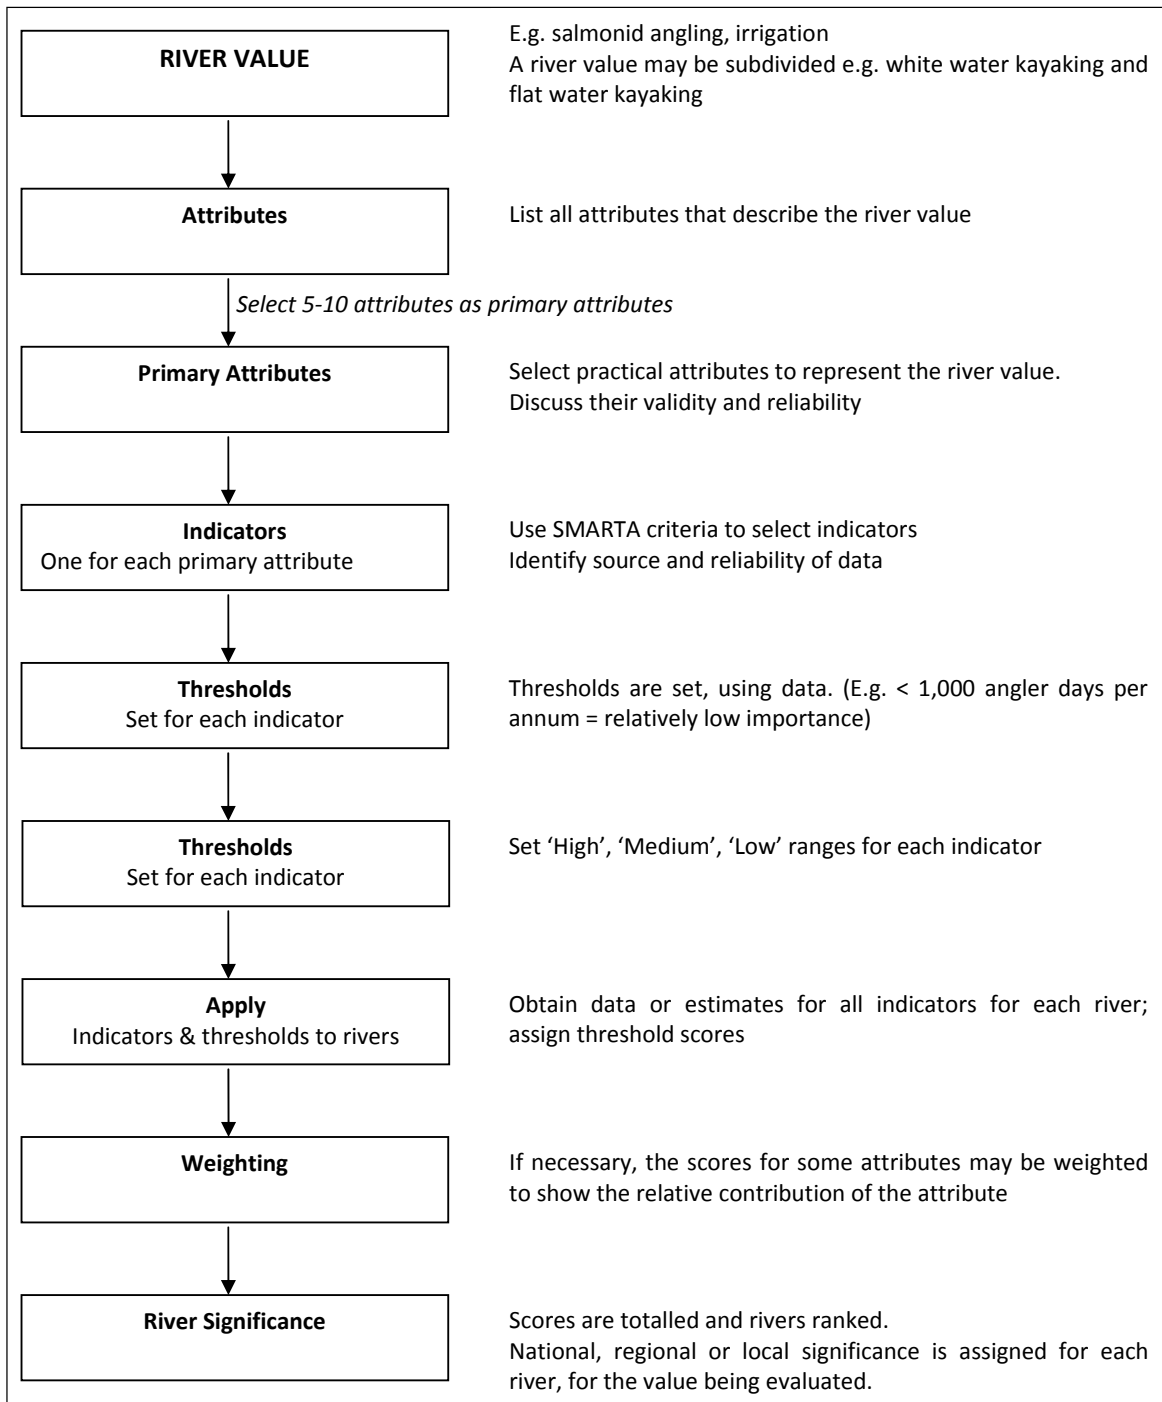 RIVER VALUE
E.g. salmonid angling, irrigation
A river value may be subdivided e.g. white water kayaking and
flat water kayaking
Attributes
List all attributes that describe the river value
Select 5-10 attributes as primary attributes
Primary Attributes
Select practical attributes to represent the river value.
Discuss their validity and reliability
Indicators
One for each primary attribute
Use SMARTA criteria to select indicators
Identify source and reliability of data
Thresholds
Set for each indicator
Thresholds are set, using data. (E.g. < 1,000 angler days per
annum = relatively low importance)
Thresholds
Set for each indicator
Set ‘High’, ‘Medium’, ‘Low’ ranges for each indicator
Apply
Indicators & thresholds to rivers
Obtain data or estimates for all indicators for each river;
assign threshold scores
Weighting
If necessary, the scores for some attributes may be weighted
to show the relative contribution of the attribute
River Significance
Scores are totalled and rivers ranked.
National, regional or local significance is assigned for each
river, for the value being evaluated.